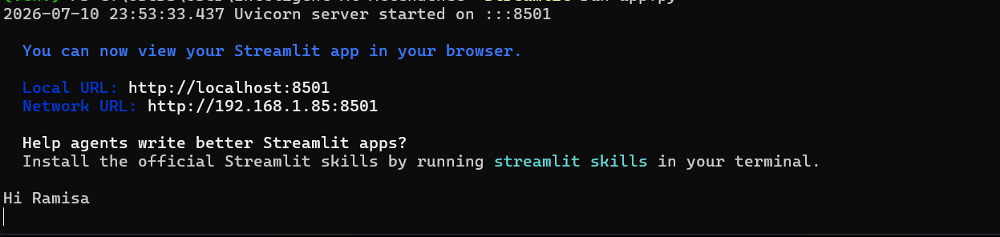 2026-07-10 23:53:33.437 Uvicorn server started on :::8501
You can now view your Streamlit app in your browser.
Local URL: http://localhost:8501
Network URL: http://192.168.1.85:8501
Help agents write better Streamlit apps?
Install the official Streamlit skills by running streamlit skills in your terminal.
Hi Ramisa